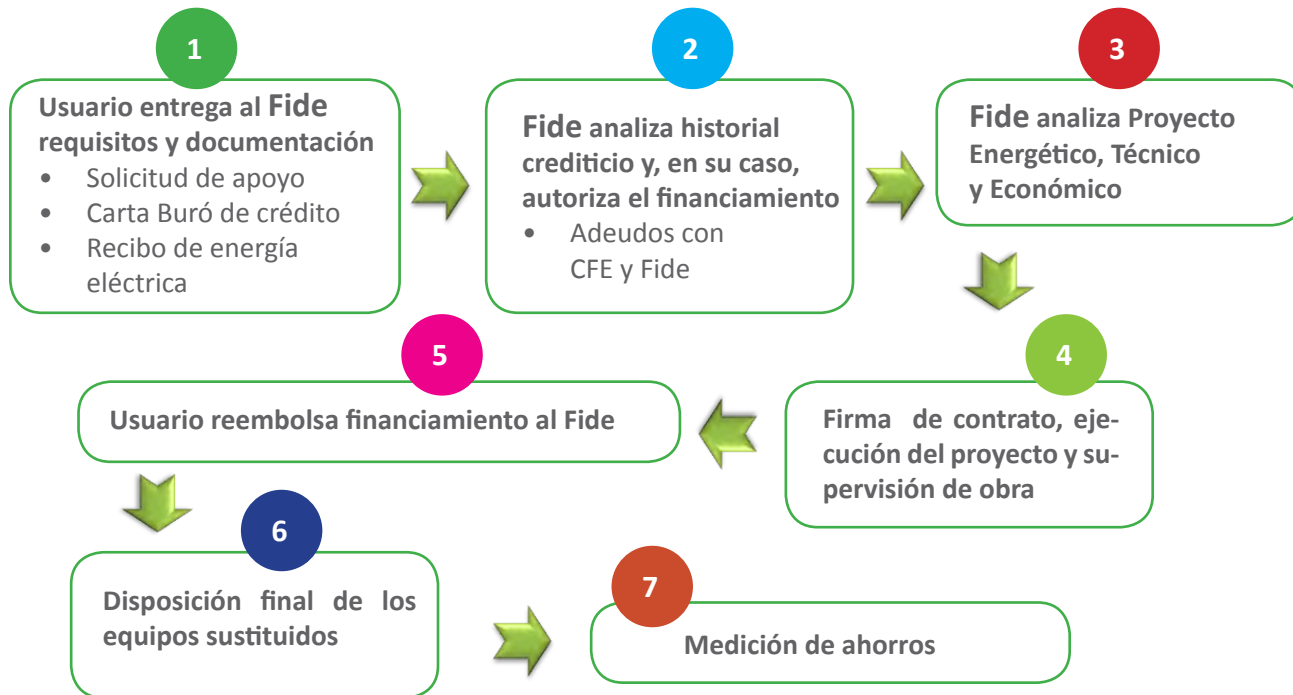 1
Usuario entrega al Fide
requisitos y documentación
• Solicitud de apoyo
• Carta Buró de crédito
• Recibo de energía
eléctrica
2
Fide analiza historial
crediticio y, en su caso,
autoriza el financiamiento
• Adeudos con
CFE y Fide
3
Fide analiza Proyecto
Energético, Técnico
y Económico
4
Firma de contrato, eje-
cución del proyecto y su-
pervisión de obra
5
Usuario reembolsa financiamiento al Fide
6
Disposición final de los
equipos sustituidos
7
Medición de ahorros